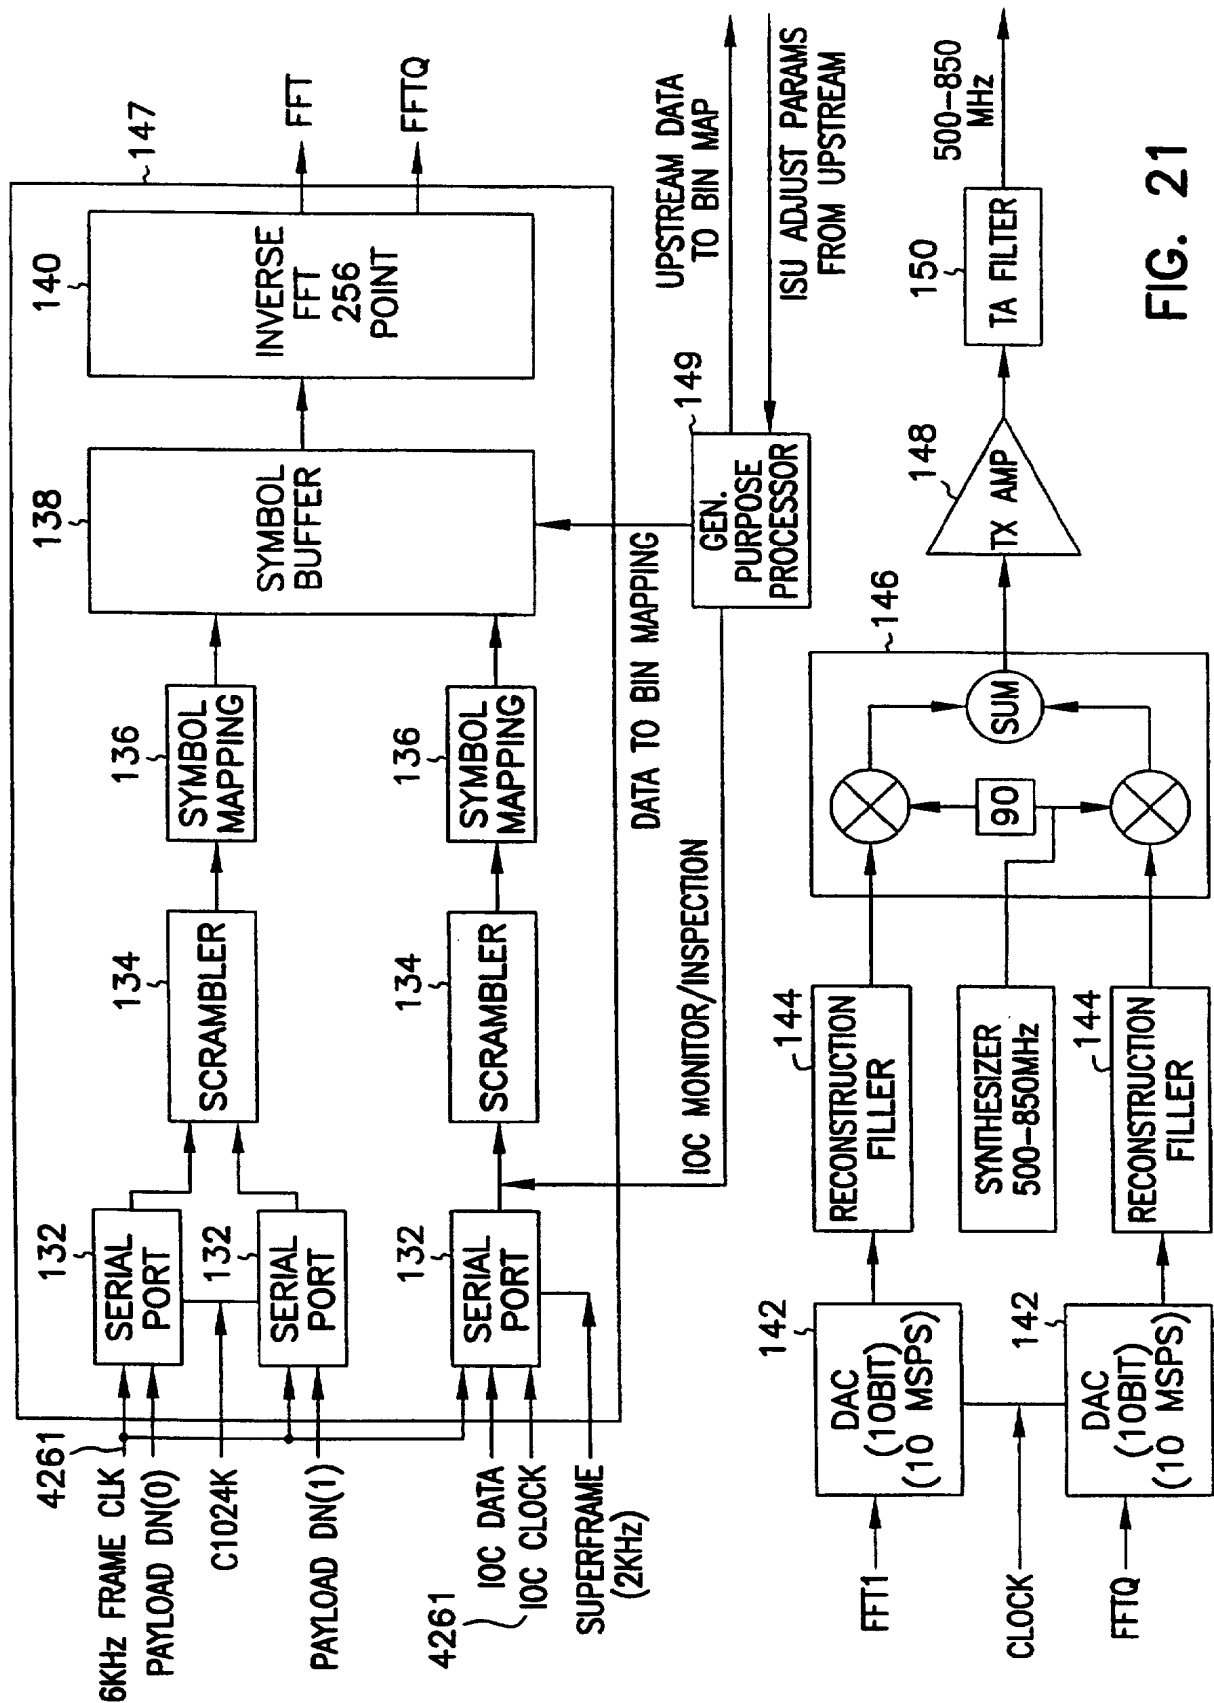 6KHz FRAME CLK
PAYLOAD DN(0)
C1024K
PAYLOAD DN(1)
4261
IOC DATA
IOC CLOCK
4261
SUPERFRAME
(2KHz)
132
SERIAL
PORT
132
SERIAL
PORT
132
SERIAL
PORT
134
SCRAMBLER
134
SCRAMBLER
136
SYMBOL
MAPPING
136
SYMBOL
MAPPING
138
SYMBOL
BUFFER
140
INVERSE
FFT
256
POINT
147
FFT
FFTQ
IOC MONITOR/INSPECTION
DATA TO BIN MAPPING
149
GEN.
PURPOSE
PROCESSOR
UPSTREAM DATA
TO BIN MAP
ISU ADJUST PARAMS
FROM UPSTREAM
FFT1
CLOCK
FFTQ
142
DAC
(10BIT)
(10 MSPS)
142
DAC
(10BIT)
(10 MSPS)
144
RECONSTRUCTION
FILLER
SYNTHESIZER
500-850MHz
144
RECONSTRUCTION
FILLER
146
90
SUM
148
TX AMP
150
TA FILTER
500-850
MHz
FIG. 21